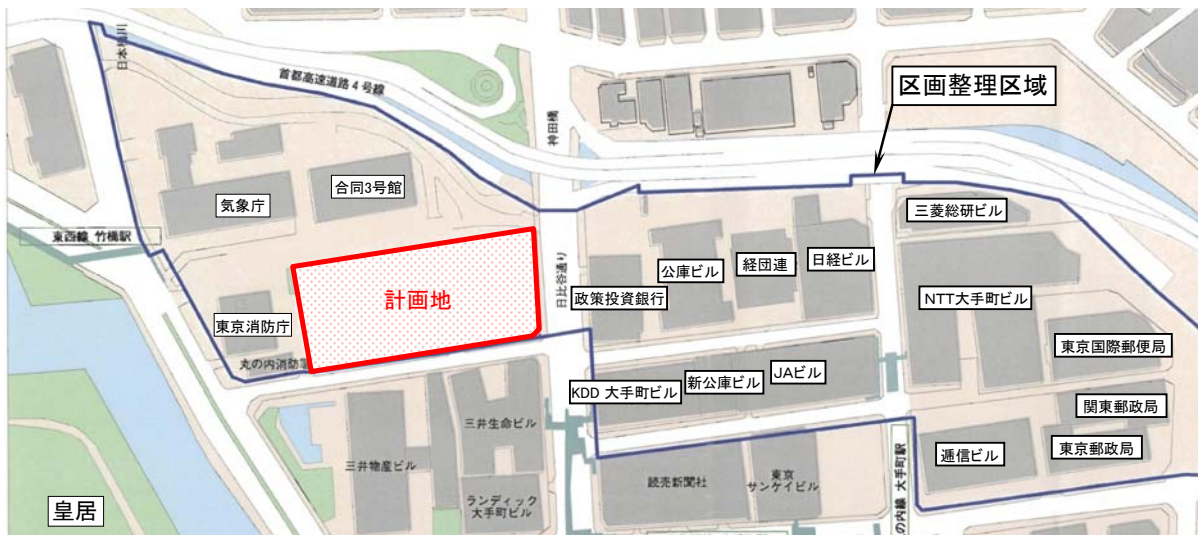 日本橋川
首都高速道路4号線
神田橋
区画整理区域
合同3号館
気象庁
三菱総研ビル
東西線 竹橋駅
日比谷通り
公庫ビル
経団連
日経ビル
計画地
政策投資銀行
NTT大手町ビル
東京消防庁
丸の内消防署
東京国際郵便局
KDD 大手町ビル
新公庫ビル
JAビル
関東郵政局
三井生命ビル
東京郵政局
逓信ビル
三井物産ビル
読売新聞社
東京
サンケイビル
の内線 大手町駅
ランディック
大手町ビル
皇居